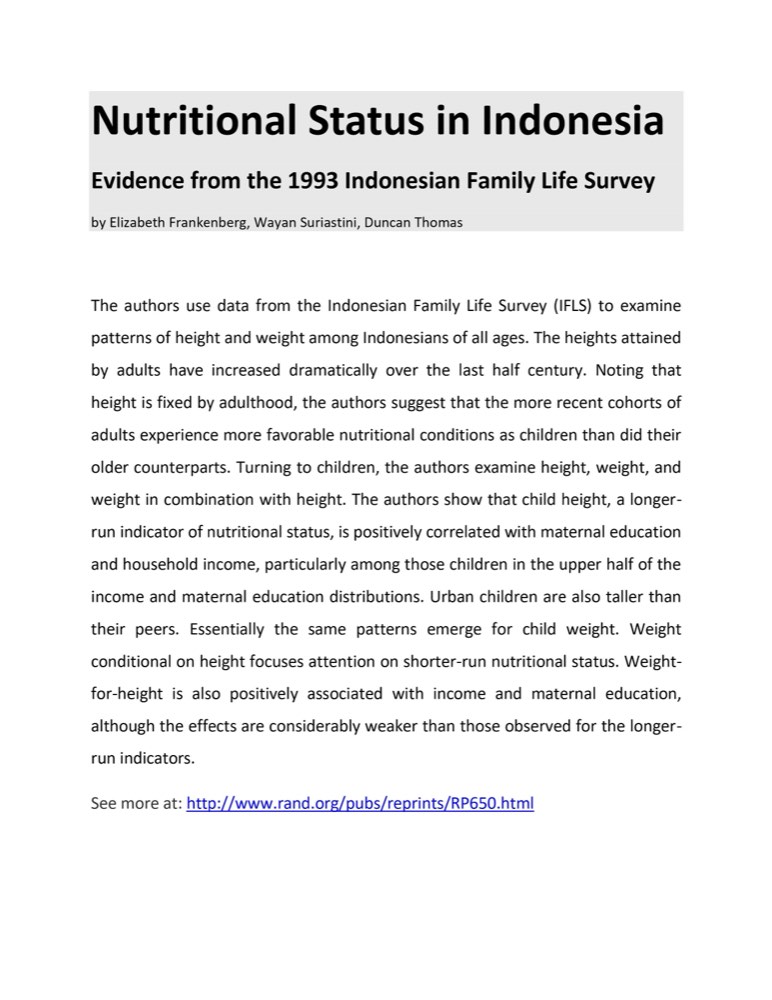 Nutritional Status in Indonesia
Evidence from the 1993 Indonesian Family Life Survey
by Elizabeth Frankenberg, Wayan Suriastini, Duncan Thomas
The authors use data from the Indonesian Family Life Survey (IFLS) to examine
patterns of height and weight among Indonesians of all ages. The heights attained
by adults have increased dramatically over the last half century. Noting that
height is fixed by adulthood, the authors suggest that the more recent cohorts of
adults experience more favorable nutritional conditions as children than did their
older counterparts. Turning to children, the authors examine height, weight, and
weight in combination with height. The authors show that child height, a longer-
run indicator of nutritional status, is positively correlated with maternal education
and household income, particularly among those children in the upper half of the
income and maternal education distributions. Urban children are also taller than
their peers. Essentially the same patterns emerge for child weight. Weight
conditional on height focuses attention on shorter-run nutritional status. Weight-
for-height is also positively associated with income and maternal education,
although the effects are considerably weaker than those observed for the longer-
run indicators.
See more at: http://www.rand.org/pubs/reprints/RP650.html